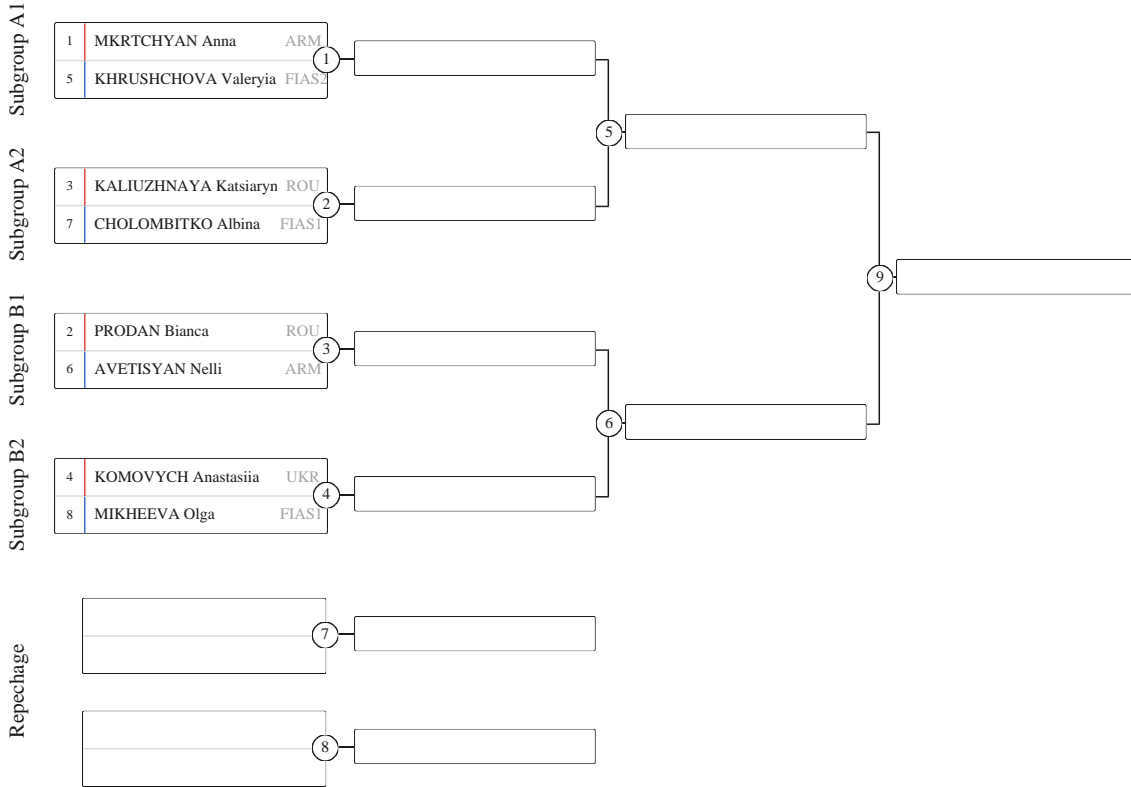 Subgroup A1
1 MKRTCHYAN Anna ARM
1
5 KHRUSHCHOVA Valeryia FIAS2
5
Subgroup A2
3 KALIUZHNAYA Katsiaryn ROU
2
7 CHOLOMBITKO Albina FIAS1
9
Subgroup B1
2 PRODAN Bianca ROU
3
6 AVETISYAN Nelli ARM
6
Subgroup B2
4 KOMOVYCH Anastasiia UKR
4
8 MIKHEEVA Olga FIAS1
Repechage
7
8